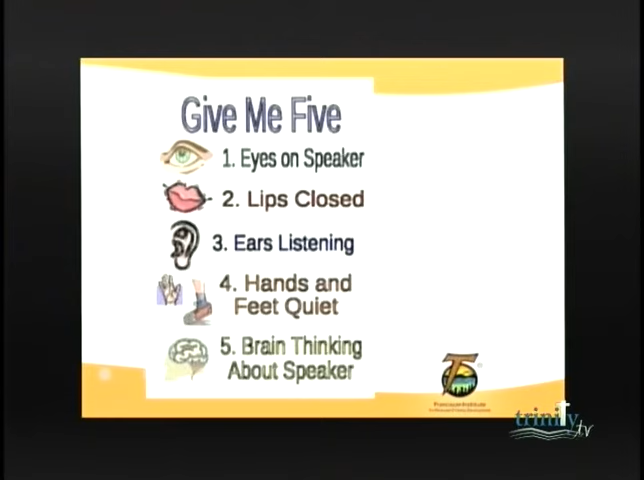 Give Me Five
1. Eyes on Speaker
2. Lips Closed
3. Ears Listening
4. Hands and
Feet Quiet
5. Brain Thinking
About Speaker
trinity
tv